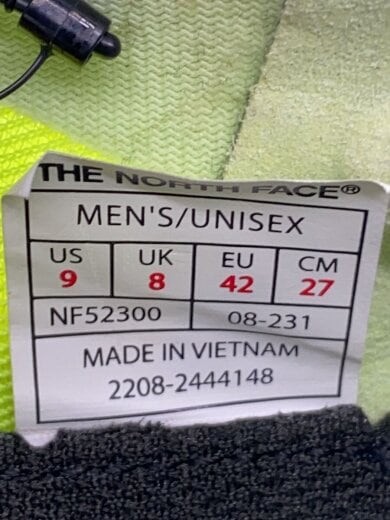 THE NORTH FACE®
MEN'S/UNISEX
US UK EU CM
9 8 42 27
NF52300 08-231
MADE IN VIETNAM
2208-2444148